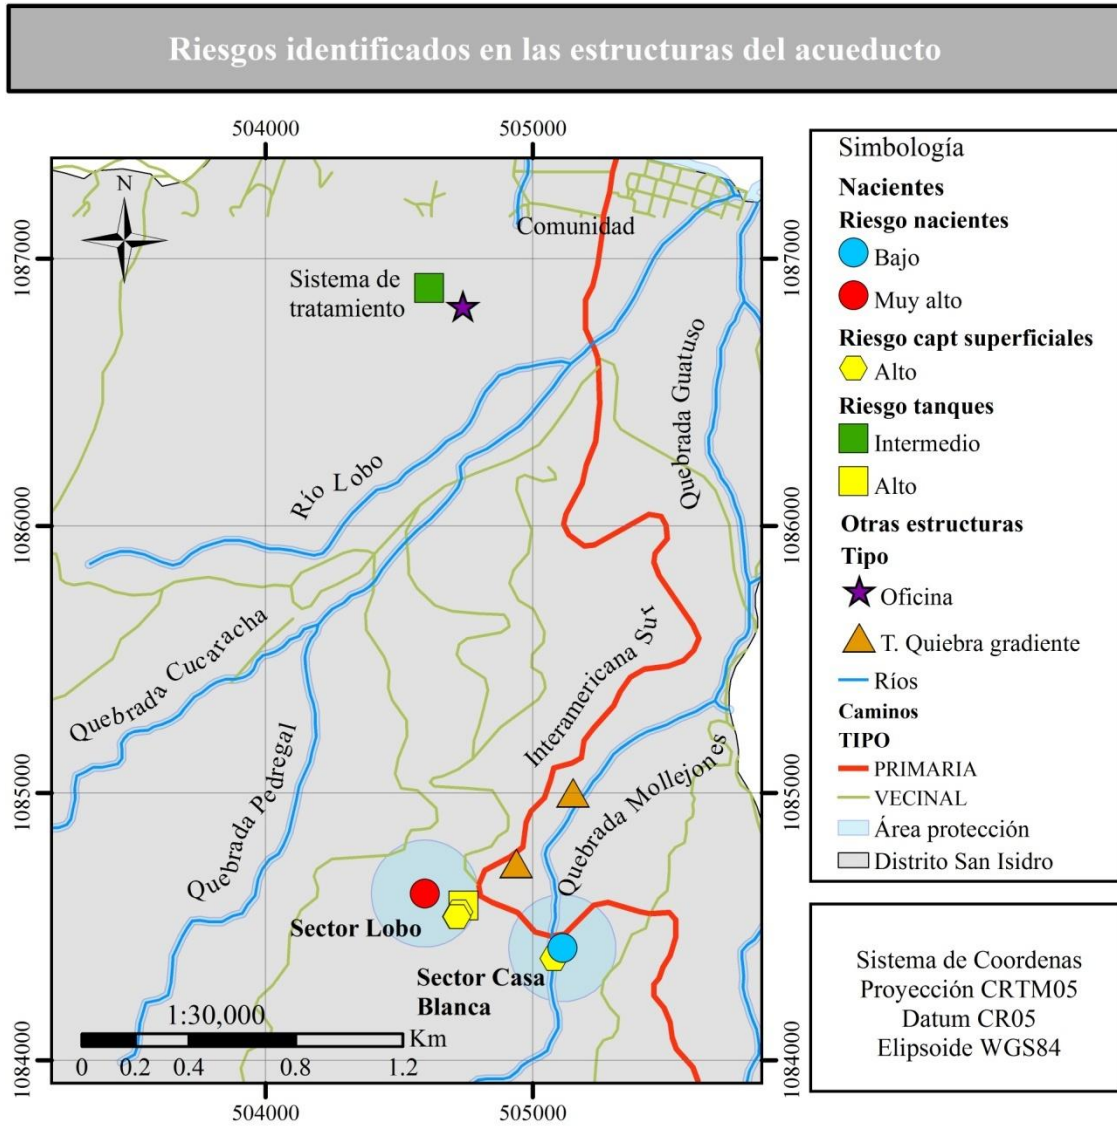 Riesgos identificados en las estructuras del acueducto
504000
505000
N
1087000
1086000
1085000
1084000
Comunidad
Sistema de
tratamiento
Río Lobo
Quebrada Guatuso
Quebrada Cucaracha
Quebrada Pedregal
Interamericana Sur
Quebrada Mollejones
Sector Lobo
Sector Casa
Blanca
1:30,000
Km
0 0.2 0.4 0.8 1.2
504000
505000
1087000
1086000
1085000
1084000
Simbología
Nacientes
Riesgo nacientes
Bajo
Muy alto
Riesgo capt superficiales
Alto
Riesgo tanques
Intermedio
Alto
Otras estructuras
Tipo
Oficina
T. Quiebra gradiente
Ríos
Caminos
TIPO
PRIMARIA
VECINAL
Área protección
Distrito San Isidro
Sistema de Coordenas
Proyección CRTM05
Datum CR05
Elipsoide WGS84